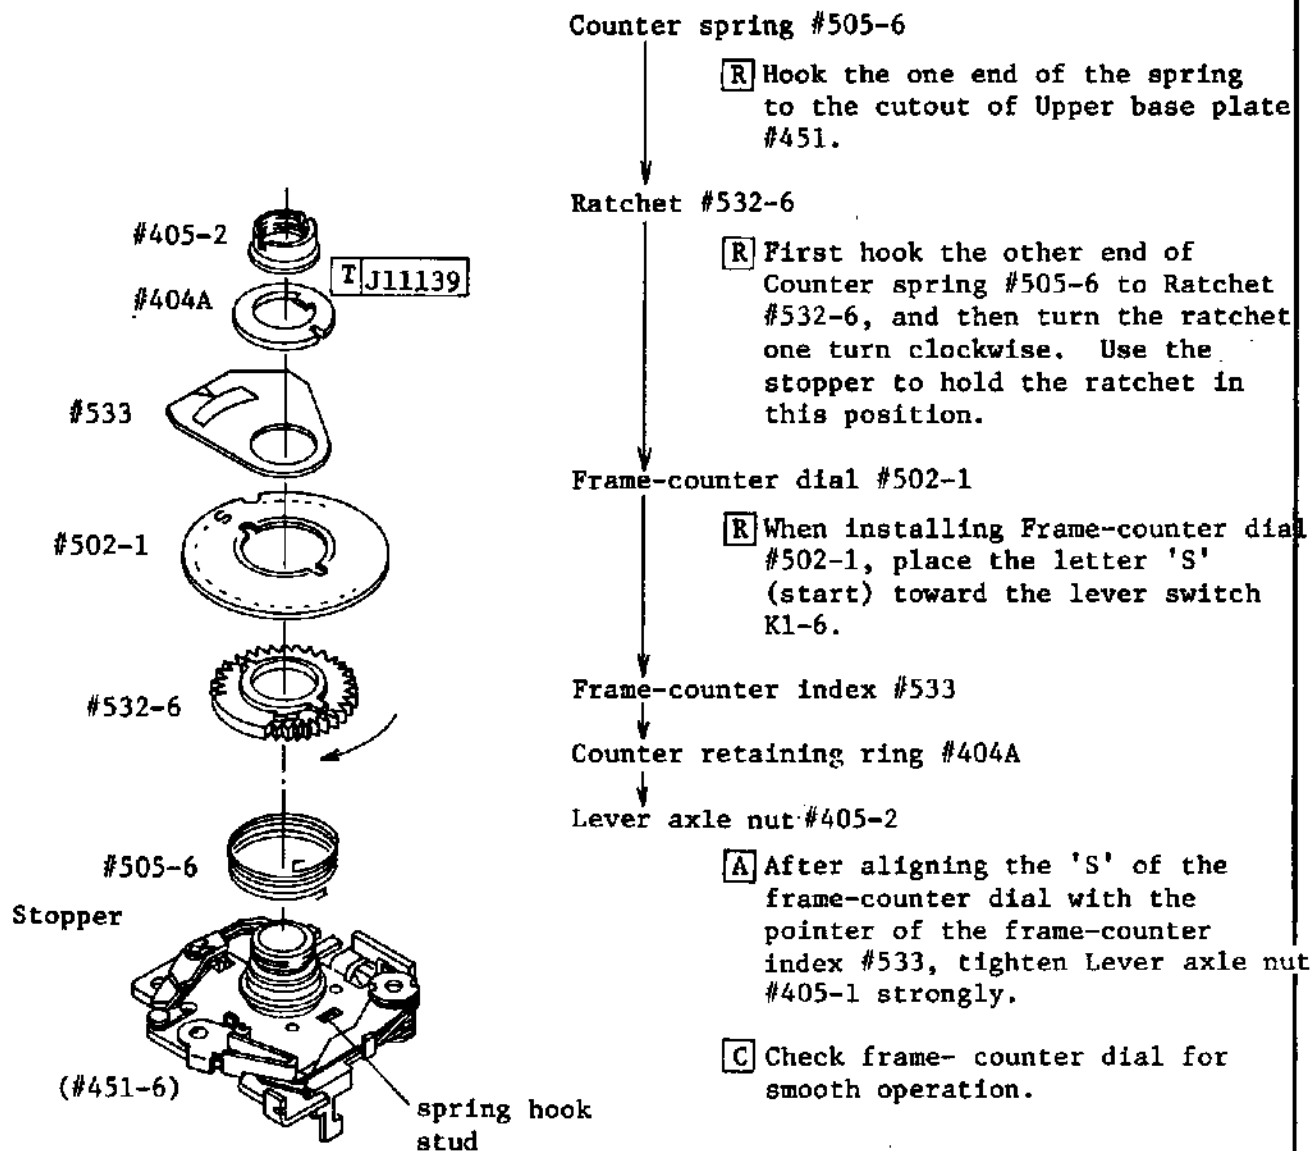 Counter spring #505-6
R Hook the one end of the spring
to the cutout of Upper base plate
#451.
Ratchet #532-6
R First hook the other end of
Counter spring #505-6 to Ratchet
#532-6, and then turn the ratchet
one turn clockwise. Use the
stopper to hold the ratchet in
this position.
Frame-counter dial #502-1
R When installing Frame-counter dial
#502-1, place the letter 'S'
(start) toward the lever switch
K1-6.
Frame-counter index #533
Counter retaining ring #404A
Lever axle nut #405-2
A After aligning the 'S' of the
frame-counter dial with the
pointer of the frame-counter
index #533, tighten Lever axle nut
#405-1 strongly.
C Check frame- counter dial for
smooth operation.
#405-2
T J11139
#404A
#533
S
#502-1
#532-6
#505-6
Stopper
(#451-6)
spring hook
stud